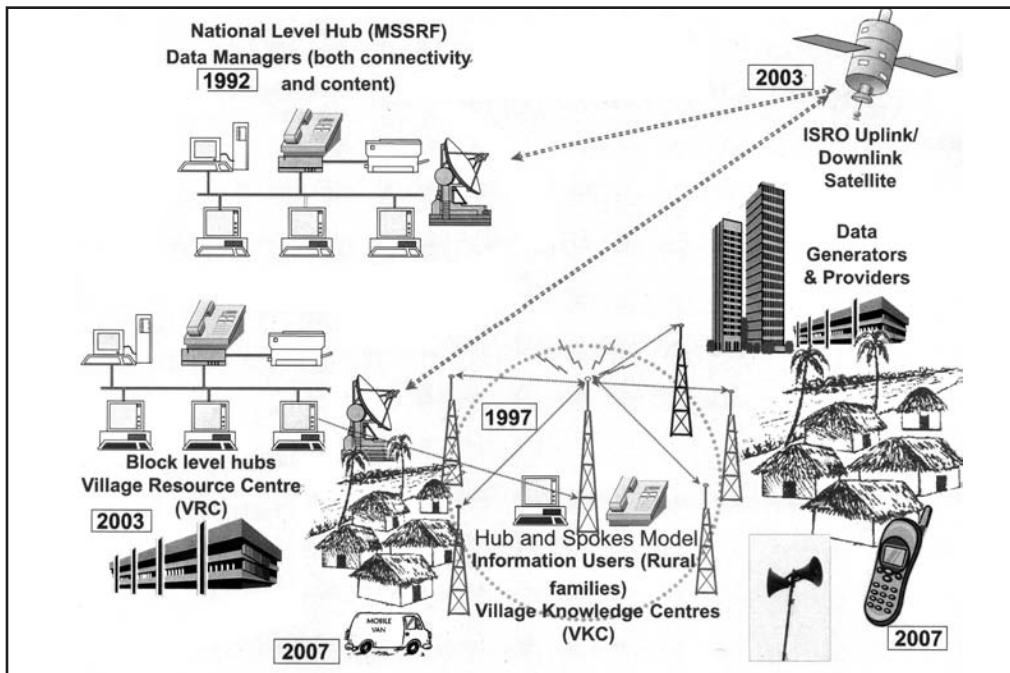 National Level Hub (MSSRF)
Data Managers (both connectivity
and content)
1992
2003
ISRO Uplink/
Downlink
Satellite
Data
Generators
& Providers
1997
Block level hubs
Village Resource Centre
(VRC)
2003
Hub and Spokes Model
Information Users (Rural
families)
Village Knowledge Centres
(VKC)
MOBILE
VAN
2007
2007